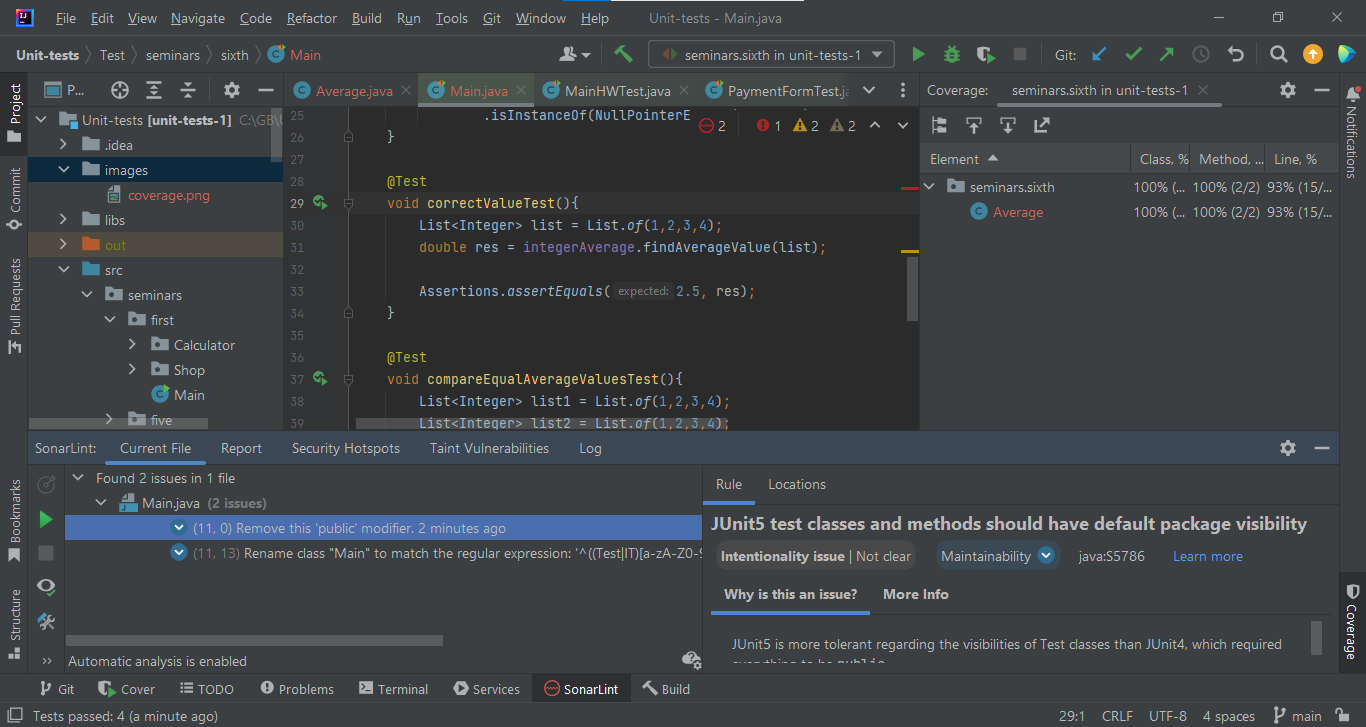 File Edit View Navigate Code Refactor Build Run Tools Git Window Help Unit-tests - Main.java
Unit-tests Test seminars sixth Main seminars.sixth in unit-tests-1 Git:
P... Average.java Main.java MainHWTest.java PaymentFormTest.ja Coverage: seminars.sixth in unit-tests-1
Project
Commit
Pull Requests
Bookmarks
Structure
Unit-tests [unit-tests-1] C:\GB\U
.idea
images
coverage.png
libs
out
src
seminars
first
Calculator
Shop
Main
five
2 1 2 2
25 .isInstanceOf(NullPointerE
26 }
27
28 @Test
29 void correctValueTest(){
30 List<Integer> list = List.of(1,2,3,4);
31 double res = integerAverage.findAverageValue(list);
32
33 Assertions.assertEquals( expected: 2.5, res);
34 }
35
36 @Test
37 void compareEqualAverageValuesTest(){
38 List<Integer> list1 = List.of(1,2,3,4);
39 List<Integer> list2 = List.of(1,2,3,4);
Element Class, % Method, ... Line, %
seminars.sixth 100% (... 100% (2/2) 93% (15/...
Average 100% (... 100% (2/2) 93% (15/...
Notifications
Coverage
SonarLint: Current File Report Security Hotspots Taint Vulnerabilities Log
Found 2 issues in 1 file
Main.java (2 issues)
(11, 0) Remove this 'public' modifier. 2 minutes ago
(11, 13) Rename class "Main" to match the regular expression: '^((Test|IT)[a-zA-Z0-9
Automatic analysis is enabled
Rule Locations
JUnit5 test classes and methods should have default package visibility
Intentionality issue | Not clear Maintainability java:S5786 Learn more
Why is this an issue? More Info
JUnit5 is more tolerant regarding the visibilities of Test classes than JUnit4, which required
everything to be public.
Git Cover TODO Problems Terminal Services SonarLint Build
Tests passed: 4 (a minute ago) 29:1 CRLF UTF-8 4 spaces main